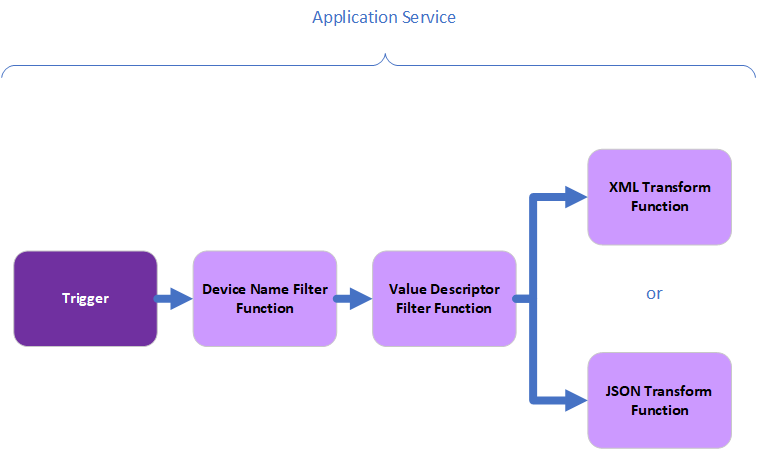 Application Service
XML Transform
Function
Trigger
Device Name Filter
Function
Value Descriptor
Filter Function
or
JSON Transform
Function